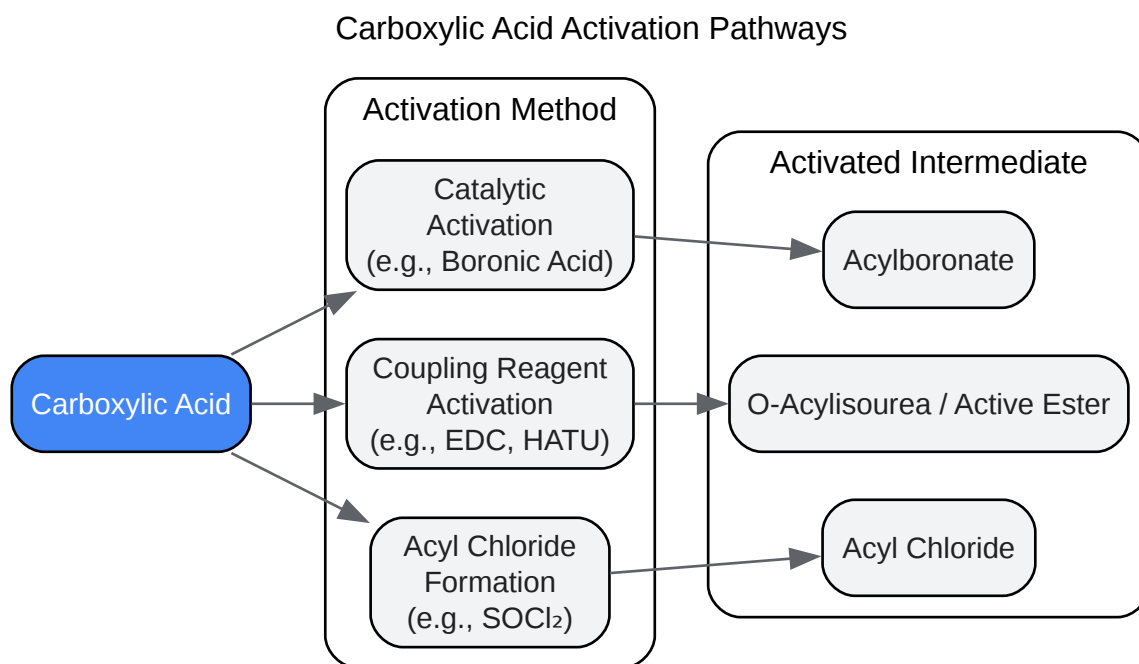 Carboxylic Acid Activation Pathways
Activation Method
Activated Intermediate
Carboxylic Acid
Catalytic
Activation
(e.g., Boronic Acid)
Acylboronate
Coupling Reagent
Activation
(e.g., EDC, HATU)
O-Acylisourea / Active Ester
Acyl Chloride
Formation
(e.g., SOCl₂)
Acyl Chloride